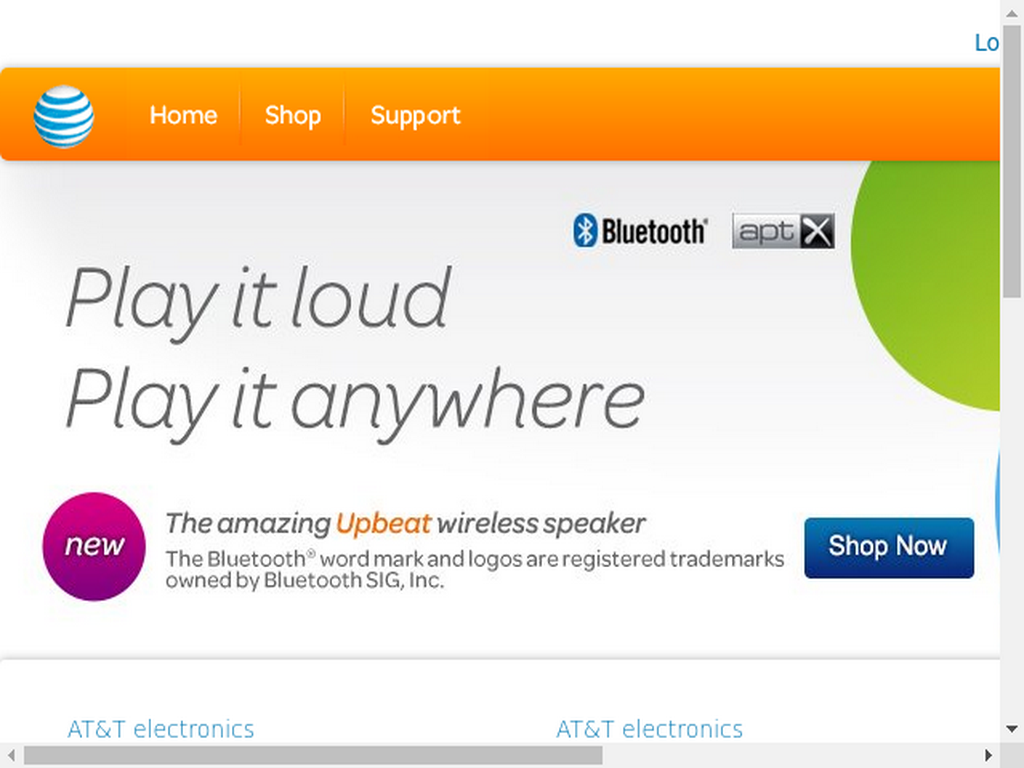 Lo
Home Shop Support
Bluetooth® aptX
Play it loud
Play it anywhere
new
The amazing Upbeat wireless speaker
The Bluetooth® word mark and logos are registered trademarks
owned by Bluetooth SIG, Inc.
Shop Now
AT&T electronics AT&T electronics